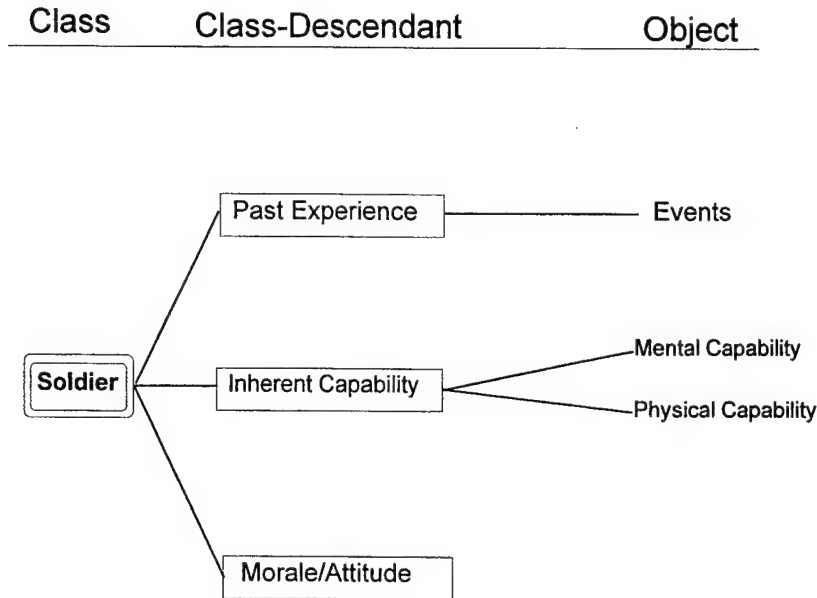 Class Class-Descendant Object
Past Experience Events
Mental Capability
Soldier Inherent Capability
Physical Capability
Morale/Attitude